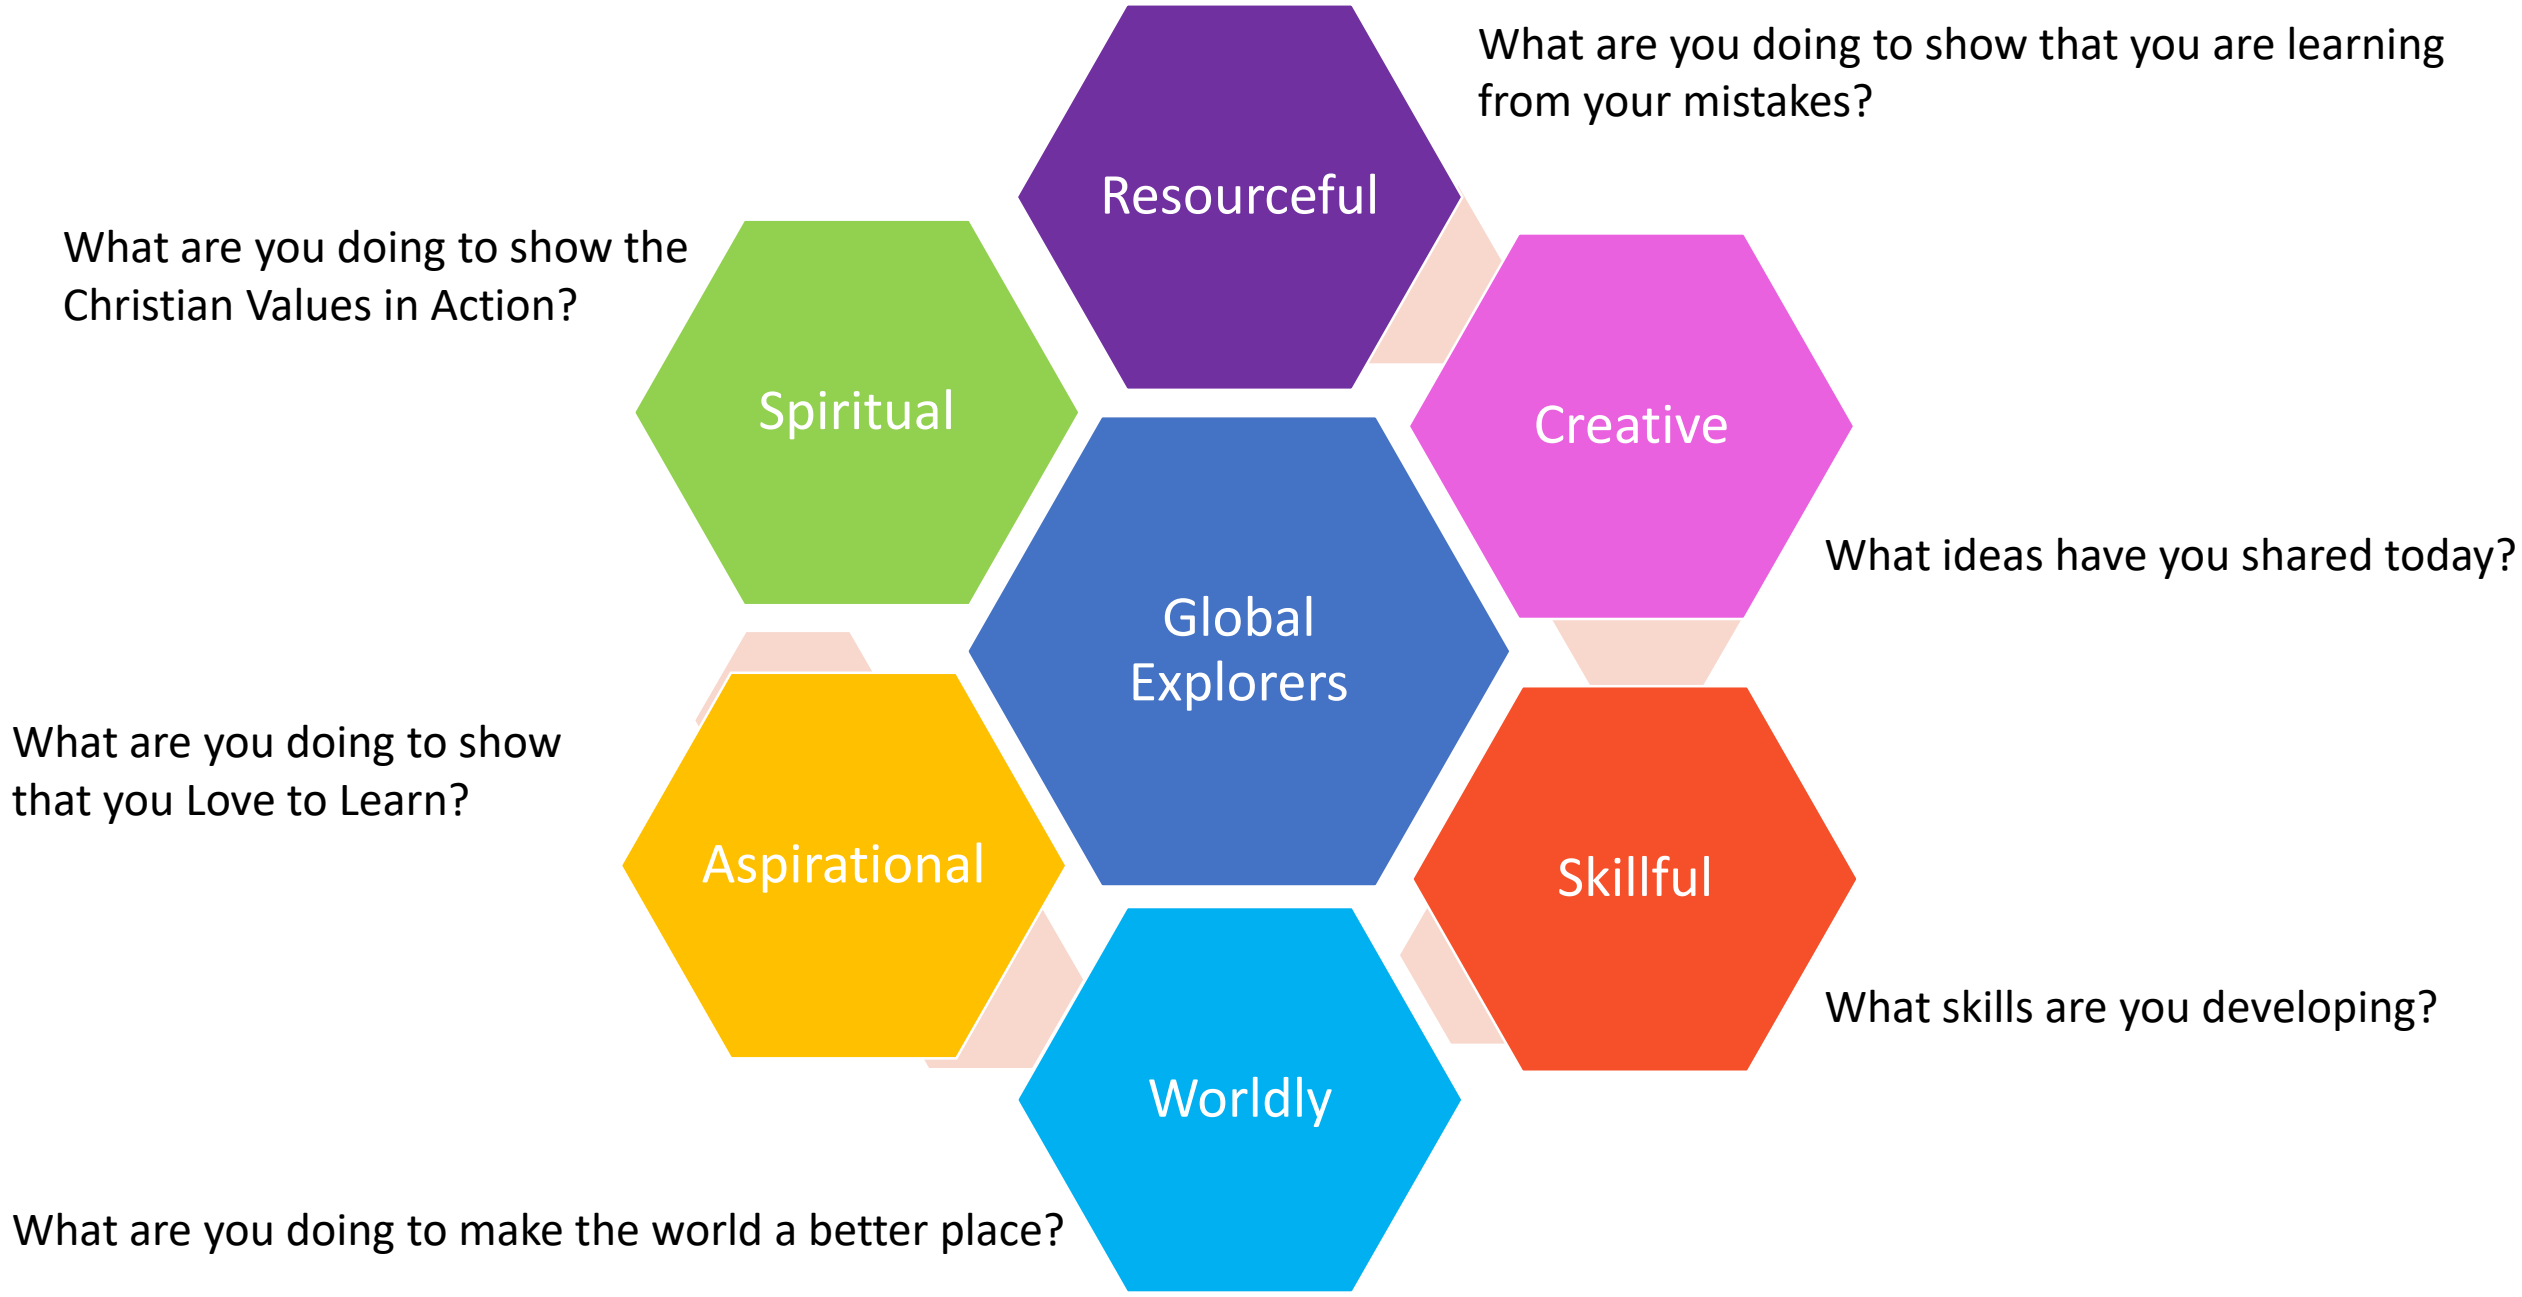 What are you doing to show that you are learning
from your mistakes?
Resourceful
What are you doing to show the
Christian Values in Action?
Spiritual
Creative
What ideas have you shared today?
Global
Explorers
What are you doing to show
that you Love to Learn?
Aspirational
Skillful
What skills are you developing?
Worldly
What are you doing to make the world a better place?